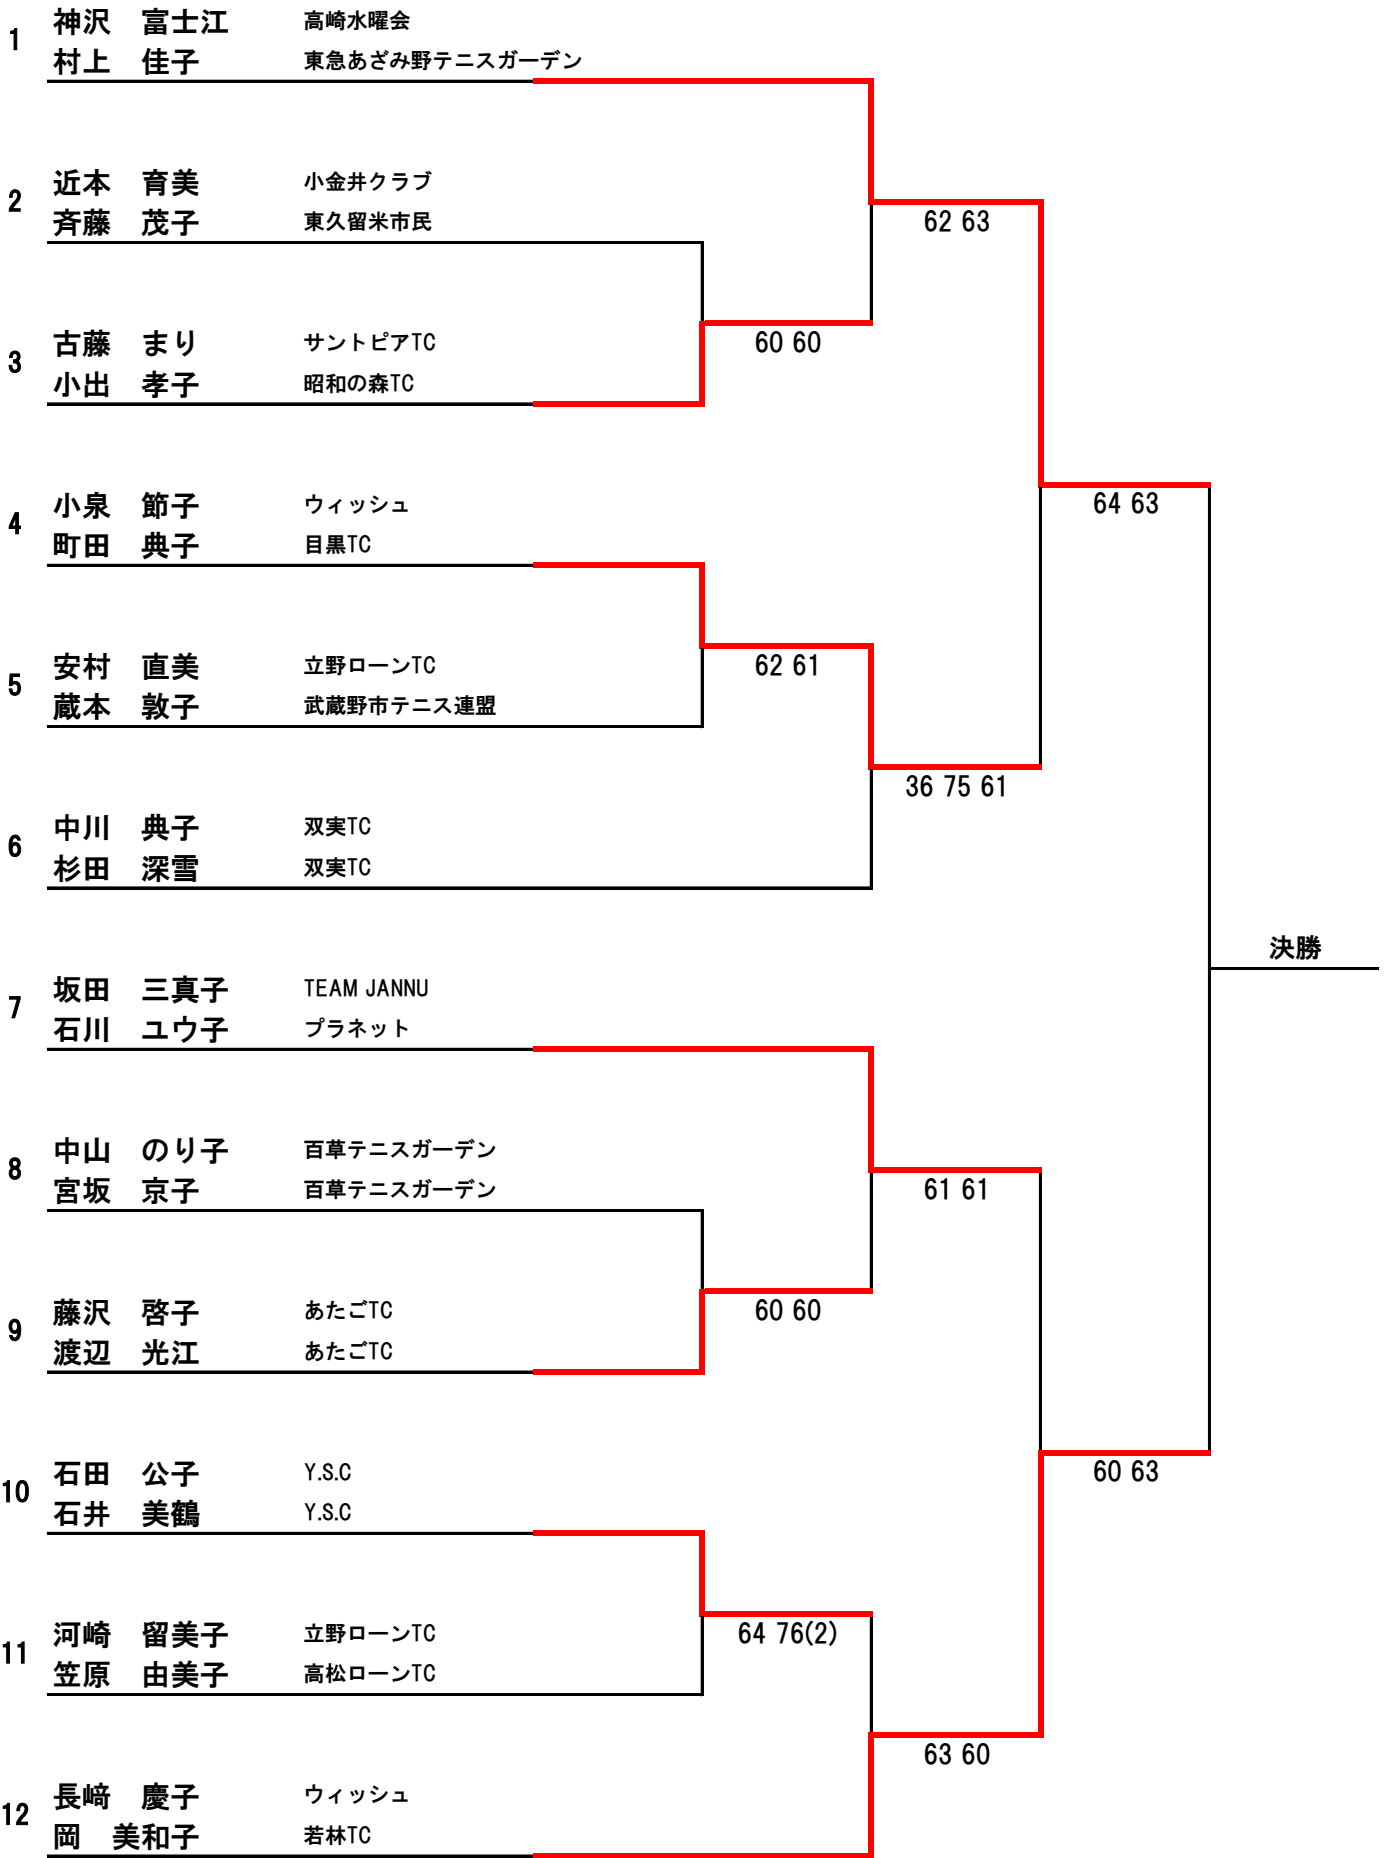 1 神沢 富士江 高崎水曜会
村上 佳子 東急あざみ野テニスガーデン
2 近本 育美 小金井クラブ
斉藤 茂子 東久留米市民
62 63
3 古藤 まり サントピアTC
60 60
小出 孝子 昭和の森TC
4 小泉 節子 ウィッシュ
64 63
町田 典子 目黒TC
5 安村 直美 立野ローンTC
62 61
蔵本 敦子 武蔵野市テニス連盟
36 75 61
6 中川 典子 双実TC
杉田 深雪 双実TC
決勝
7 坂田 三真子 TEAM JANNU
石川 ユウ子 プラネット
8 中山 のり子 百草テニスガーデン
宮坂 京子 百草テニスガーデン
61 61
9 藤沢 啓子 あたごTC
60 60
渡辺 光江 あたごTC
10 石田 公子 Y.S.C
60 63
石井 美鶴 Y.S.C
11 河崎 留美子 立野ローンTC
64 76(2)
笠原 由美子 高松ローンTC
63 60
12 長﨑 慶子 ウィッシュ
岡 美和子 若林TC